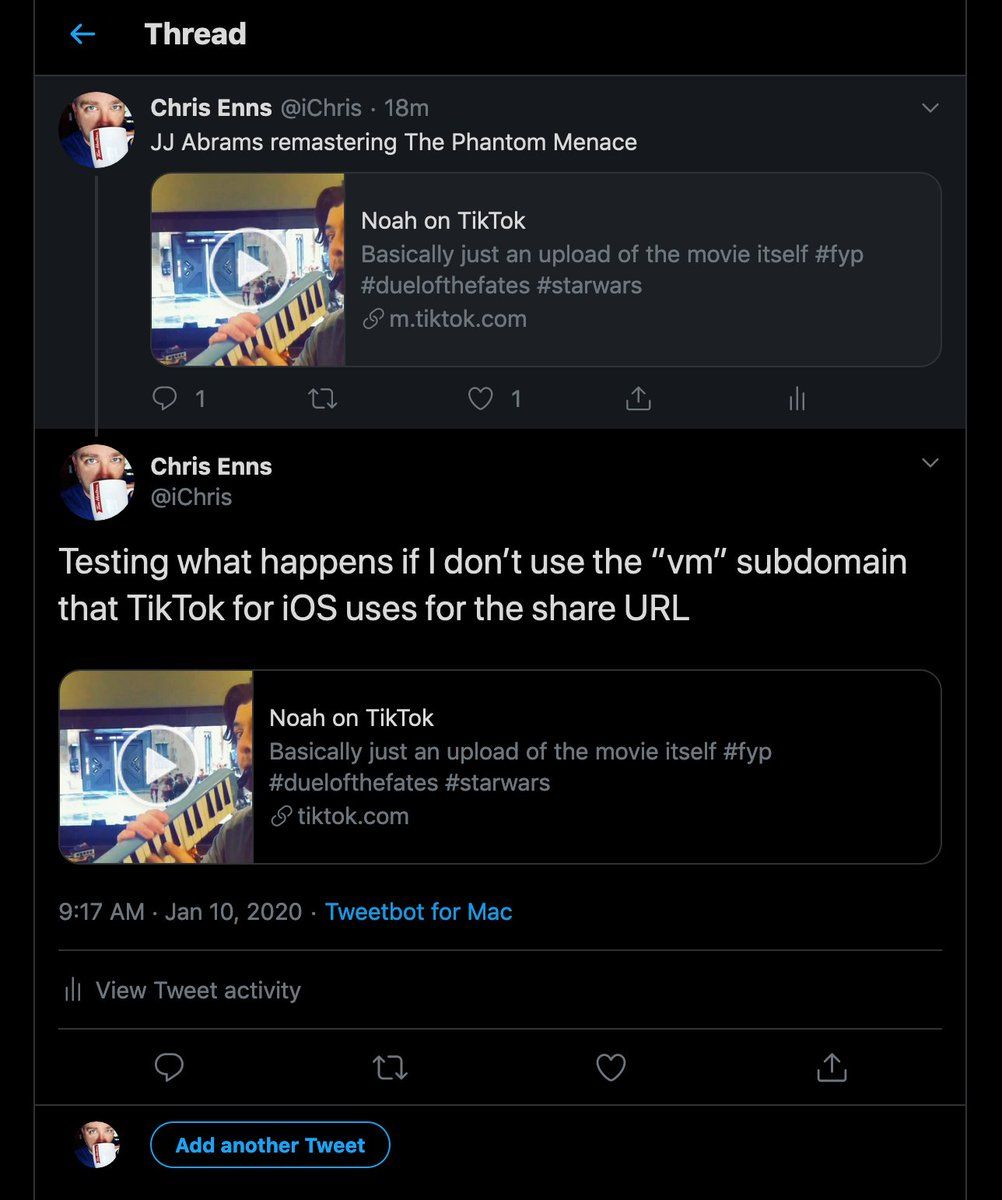 Thread
Chris Enns @iChris · 18m
JJ Abrams remastering The Phantom Menace
Noah on TikTok
Basically just an upload of the movie itself #fyp
#duelofthefates #starwars
m.tiktok.com
1 1
Chris Enns
@iChris
Testing what happens if I don’t use the “vm” subdomain
that TikTok for iOS uses for the share URL
Noah on TikTok
Basically just an upload of the movie itself #fyp
#duelofthefates #starwars
tiktok.com
9:17 AM · Jan 10, 2020 · Tweetbot for Mac
View Tweet activity
Add another Tweet